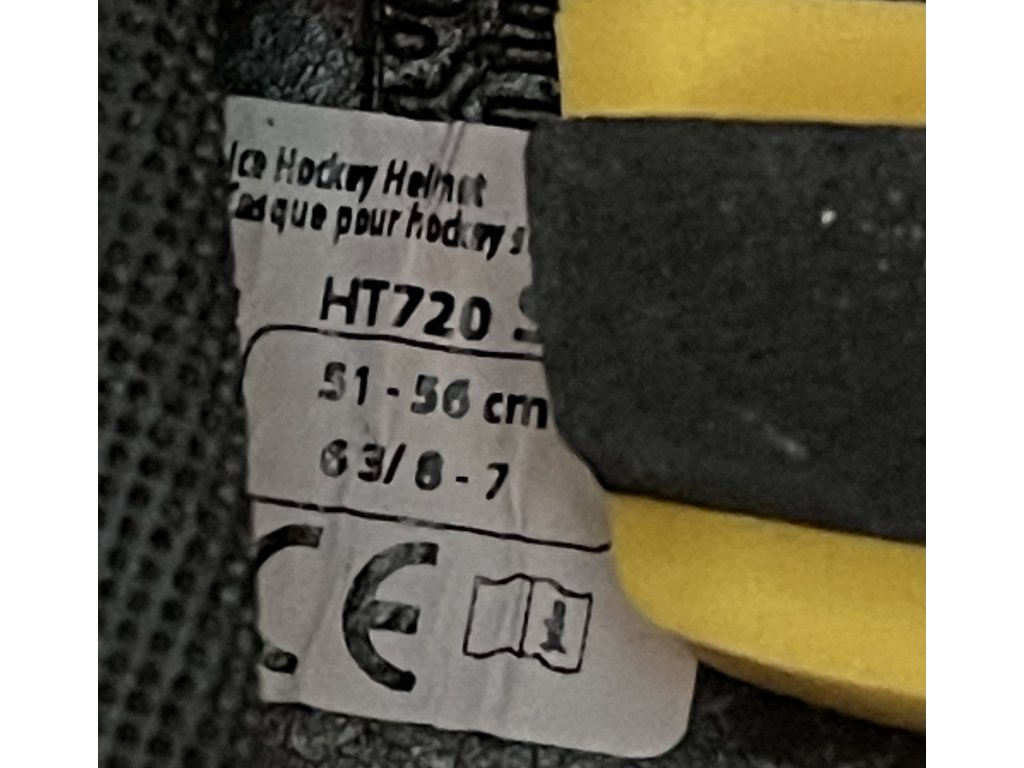 Ice Hockey Helmet
Casque pour hockey
HT720 S
51 - 56 cm
6 3/8 - 7
CE